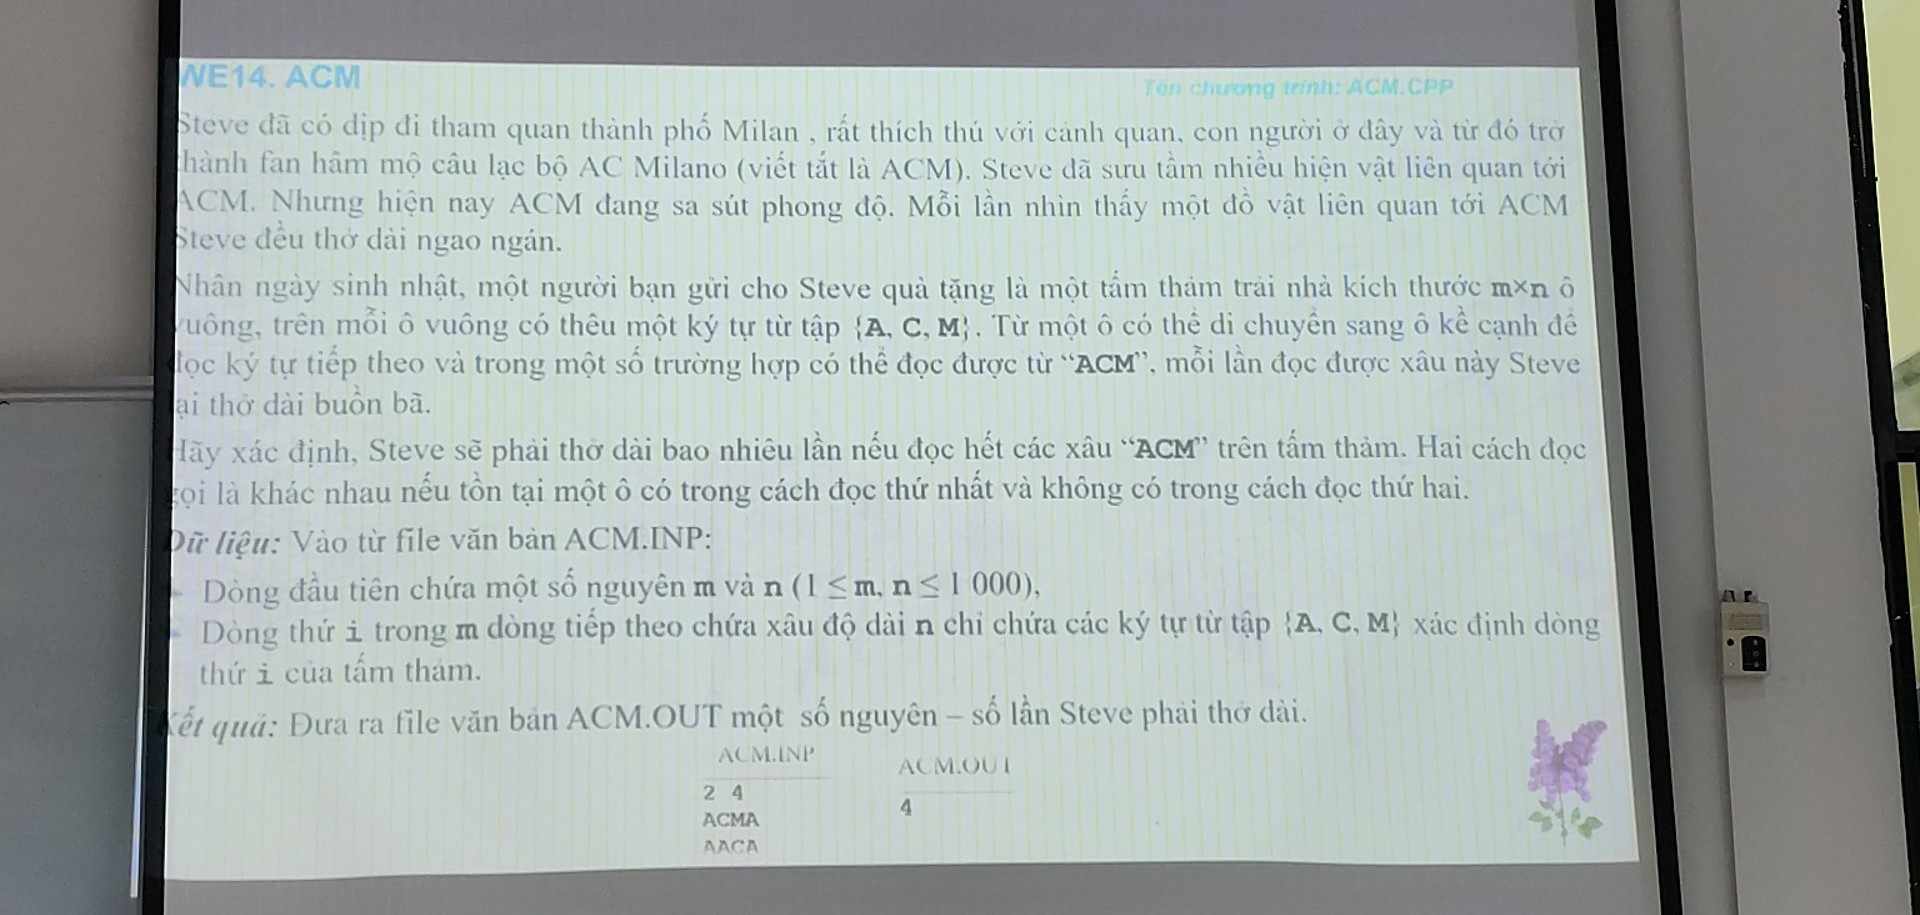 WE14. ACM
Tên chương trình: ACM.CPP
Steve đã có dịp đi tham quan thành phố Milan , rất thích thú với cảnh quan, con người ở đây và từ đó trở
thành fan hâm mộ câu lạc bộ AC Milano (viết tắt là ACM). Steve đã sưu tầm nhiều hiện vật liên quan tới
ACM. Nhưng hiện nay ACM đang sa sút phong độ. Mỗi lần nhìn thấy một đồ vật liên quan tới ACM
Steve đều thở dài ngao ngán.
Nhân ngày sinh nhật, một người bạn gửi cho Steve quà tặng là một tấm thảm trải nhà kích thước m×n ô
vuông, trên mỗi ô vuông có thêu một ký tự từ tập {A, C, M}. Từ một ô có thể di chuyển sang ô kề cạnh để
đọc ký tự tiếp theo và trong một số trường hợp có thể đọc được từ “ACM”, mỗi lần đọc được xâu này Steve
lại thở dài buồn bã.
Hãy xác định, Steve sẽ phải thở dài bao nhiêu lần nếu đọc hết các xâu “ACM” trên tấm thảm. Hai cách đọc
gọi là khác nhau nếu tồn tại một ô có trong cách đọc thứ nhất và không có trong cách đọc thứ hai.
Dữ liệu: Vào từ file văn bản ACM.INP:
Dòng đầu tiên chứa một số nguyên m và n (1 ≤ m, n ≤ 1 000),
Dòng thứ i trong m dòng tiếp theo chứa xâu độ dài n chỉ chứa các ký tự từ tập {A, C, M} xác định dòng
thứ i của tấm thảm.
Kết quả: Đưa ra file văn bản ACM.OUT một số nguyên – số lần Steve phải thở dài.
ACM.INP
ACM.OUT
2 4
4
ACMA
AACA